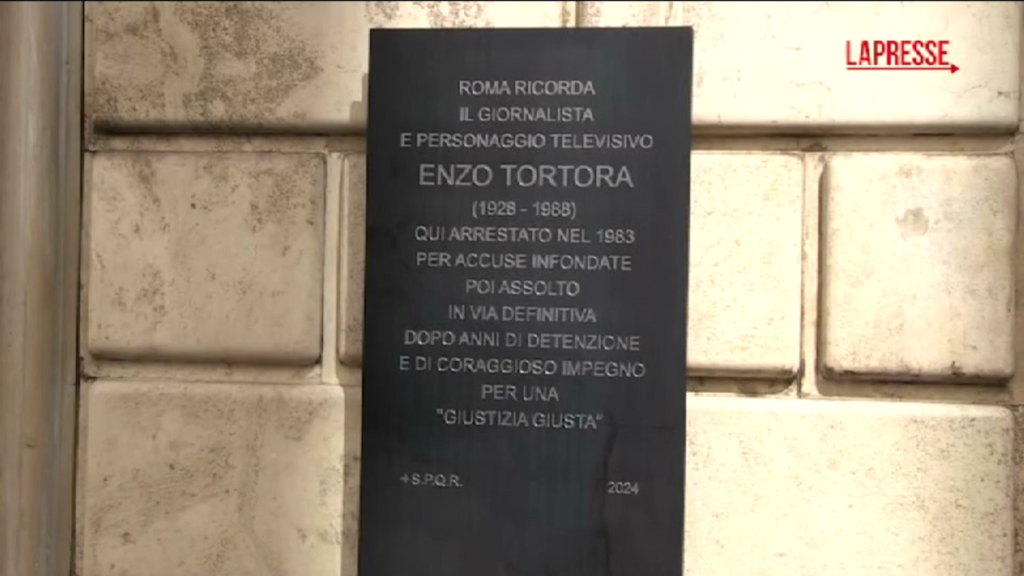 LAPRESSE
ROMA RICORDA
IL GIORNALISTA
E PERSONAGGIO TELEVISIVO
ENZO TORTORA
(1928 - 1988)
QUI ARRESTATO NEL 1983
PER ACCUSE INFONDATE
POI ASSOLTO
IN VIA DEFINITIVA
DOPO ANNI DI DETENZIONE
E DI CORAGGIOSO IMPEGNO
PER UNA
"GIUSTIZIA GIUSTA"
+S.P.Q.R. 2024